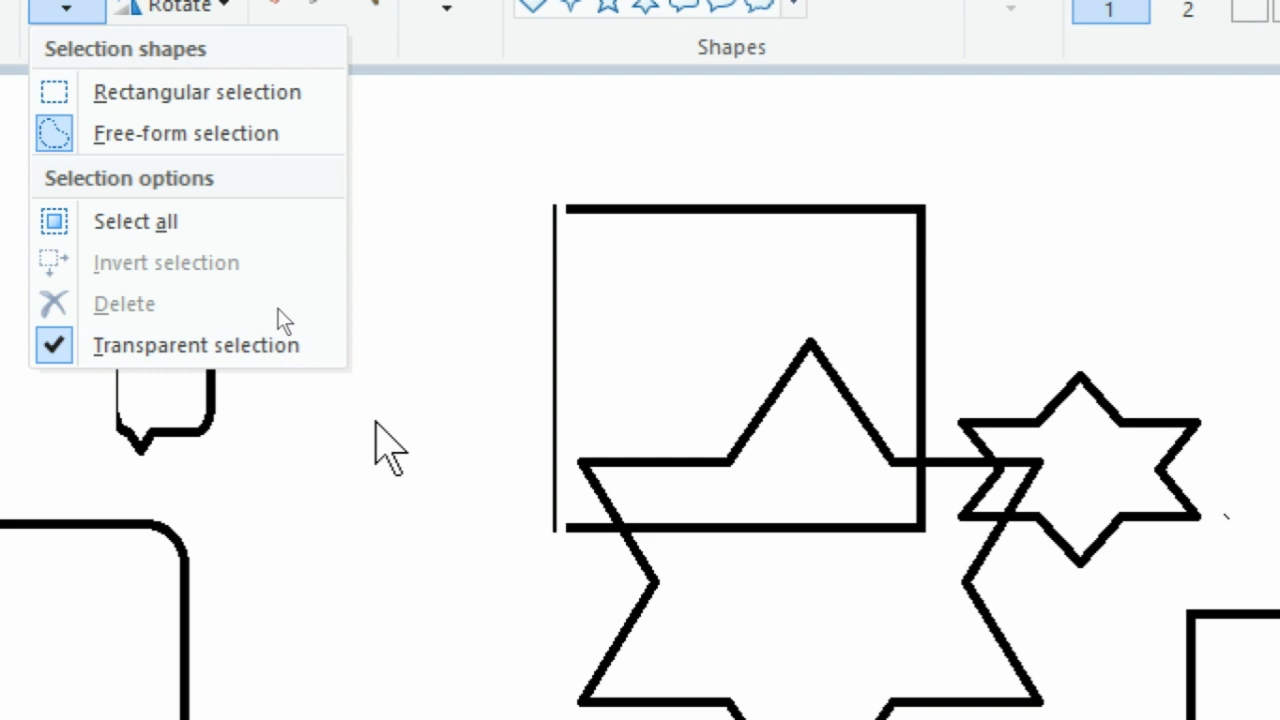 Rotate
Shapes
1
2
Selection shapes
Rectangular selection
Free-form selection
Selection options
Select all
Invert selection
Delete
Transparent selection